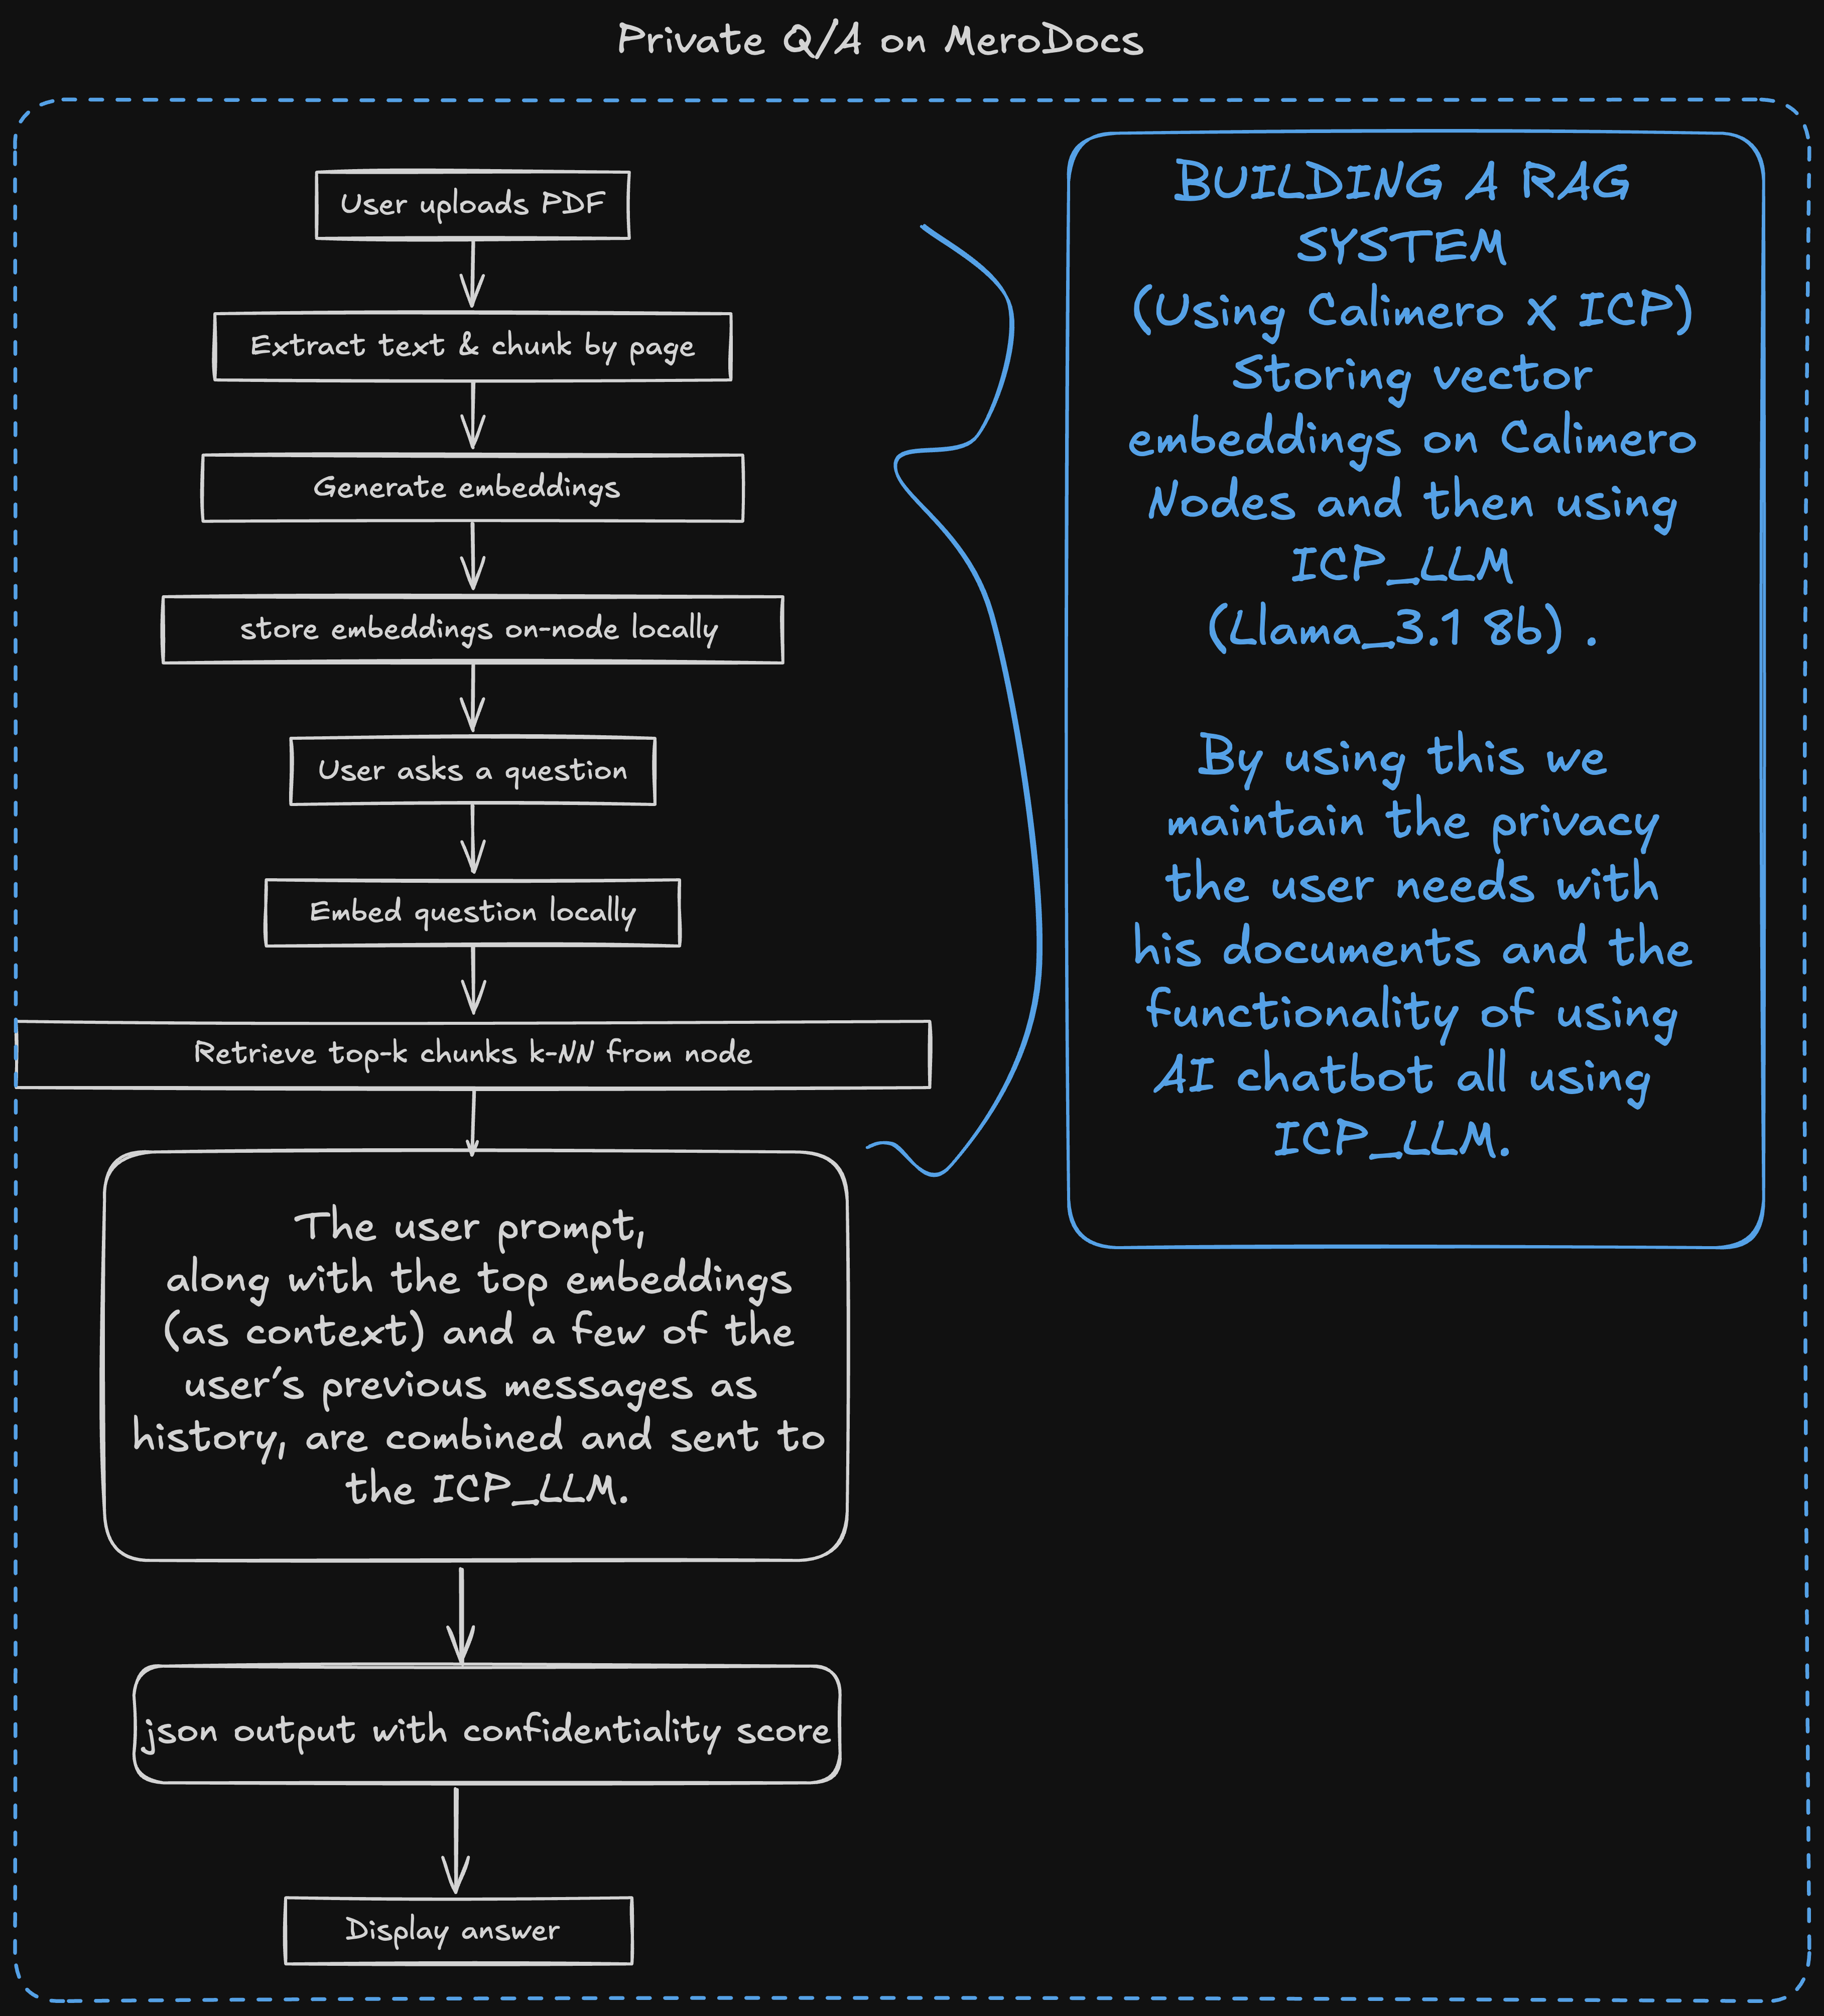 Private Q/A on MeroDocs
User uploads PDF
Extract text & chunk by page
Generate embeddings
store embeddings on-node locally
User asks a question
Embed question locally
Retrieve top-k chunks k-NN from node
The user prompt,
along with the top embeddings
(as context) and a few of the
user's previous messages as
history, are combined and sent to
the ICP_LLM.
json output with confidentiality score
Display answer
BUILDING A RAG
SYSTEM
(Using Calimero X ICP)
Storing vector
embeddings on Calimero
Nodes and then using
ICP_LLM
(Llama_3.1 8b) .
By using this we
maintain the privacy
the user needs with
his documents and the
functionality of using
AI chatbot all using
ICP_LLM.